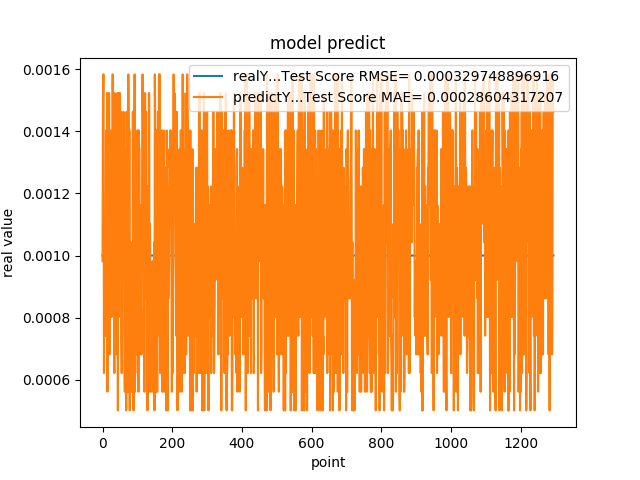 model predict
realY...Test Score RMSE= 0.000329748896916
predictY...Test Score MAE= 0.00028604317207
0.0016
0.0014
0.0012
0.0010
0.0008
0.0006
real value
0 200 400 600 800 1000 1200
point